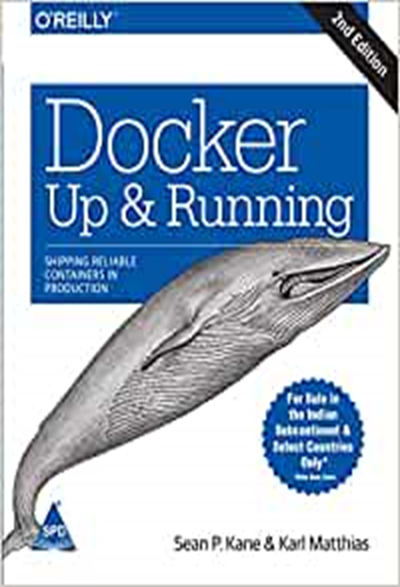 O'REILLY
2nd Edition
Docker
Up & Running
SHIPPING RELIABLE
CONTAINERS IN
PRODUCTION
For Sale in
the Indian
Subcontinent &
Select Countries
Only*
SPD
Sean P. Kane & Karl Matthias